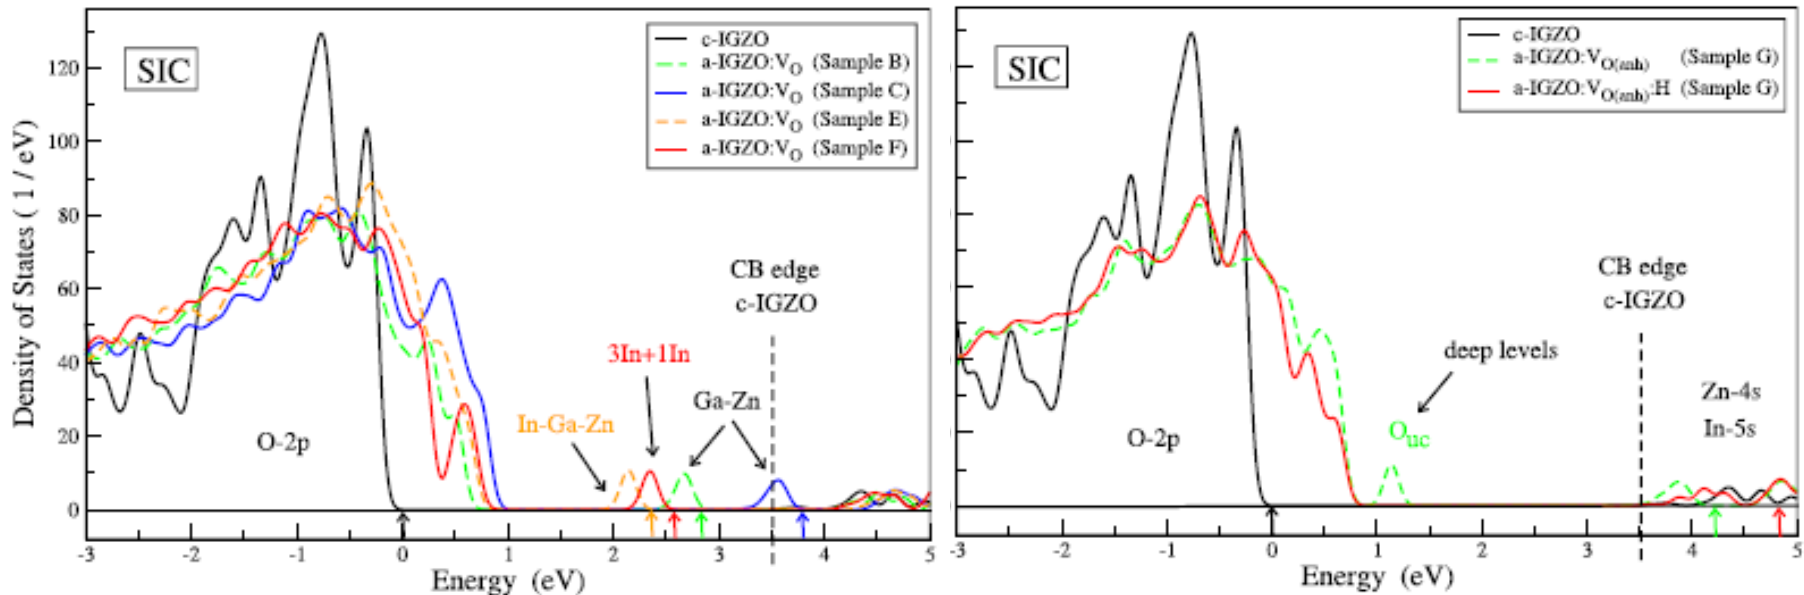 SIC
c-IGZO
a-IGZO:VO (Sample B)
a-IGZO:VO (Sample C)
a-IGZO:VO (Sample E)
a-IGZO:VO (Sample F)
CB edge
c-IGZO
3In+1In
Ga-Zn
In-Ga-Zn
O-2p
Density of States ( 1 / eV)
120
100
80
60
40
20
0
-3 -2 -1 0 1 2 3 4 5
Energy (eV)
SIC
c-IGZO
a-IGZO:VO(anh) (Sample G)
a-IGZO:VO(anh):H (Sample G)
CB edge
c-IGZO
deep levels
Zn-4s
In-5s
Ouc
O-2p
-3 -2 -1 0 1 2 3 4 5
Energy (eV)